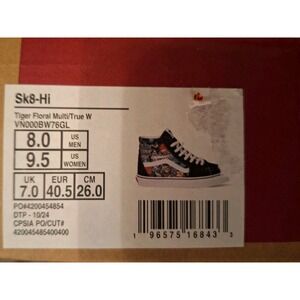 Sk8-Hi
Tiger Floral Multi/True W
VN000BW76GL
8.0 US MEN
9.5 US WOMEN
UK EUR CM
7.0 40.5 26.0
PO#4200454854
DTP - 10/24
CPSIA PO/CUT#
420045485400400
1 96575 16843 3